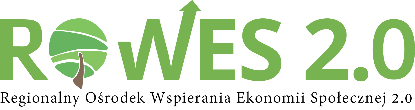 ROWES 2.0
Regionalny Ośrodek Wspierania Ekonomii Społecznej 2.0